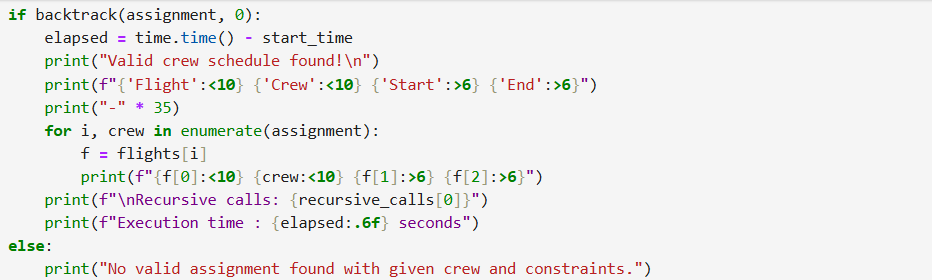 if backtrack(assignment, 0):
    elapsed = time.time() - start_time
    print("Valid crew schedule found!\n")
    print(f"{'Flight':<10} {'Crew':<10} {'Start':>6} {'End':>6}")
    print("-" * 35)
    for i, crew in enumerate(assignment):
        f = flights[i]
        print(f"{f[0]:<10} {crew:<10} {f[1]:>6} {f[2]:>6}")
    print(f"\nRecursive calls: {recursive_calls[0]}")
    print(f"Execution time : {elapsed:.6f} seconds")
else:
    print("No valid assignment found with given crew and constraints.")